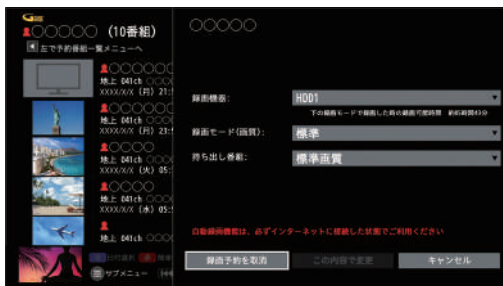 ○○○○○ (10番組)
左で予約番組一覧メニューへ
○○○○○○
地上 041ch ○○○
XXXX/X/X (月) 21:
○○○○○○
地上 041ch ○○○
XXXX/X/X (月) 23:
○○○○
地上 041ch ○○○
XXXX/X/X (火) 05:
○○○○
地上 041ch ○○○
XXXX/X/X (水) 05:
地上 041ch ○○○
サブメニュー
○○○○○
録画機器:
HDD1
下の録画モードで録画した時の録画可能時間
録画モード(画質):
標準
持ち出し番組:
標準画質
自動録画機能は、必ずインターネットに接続した状態でご利用ください
録画予約を取消
この内容で変更
キャンセル